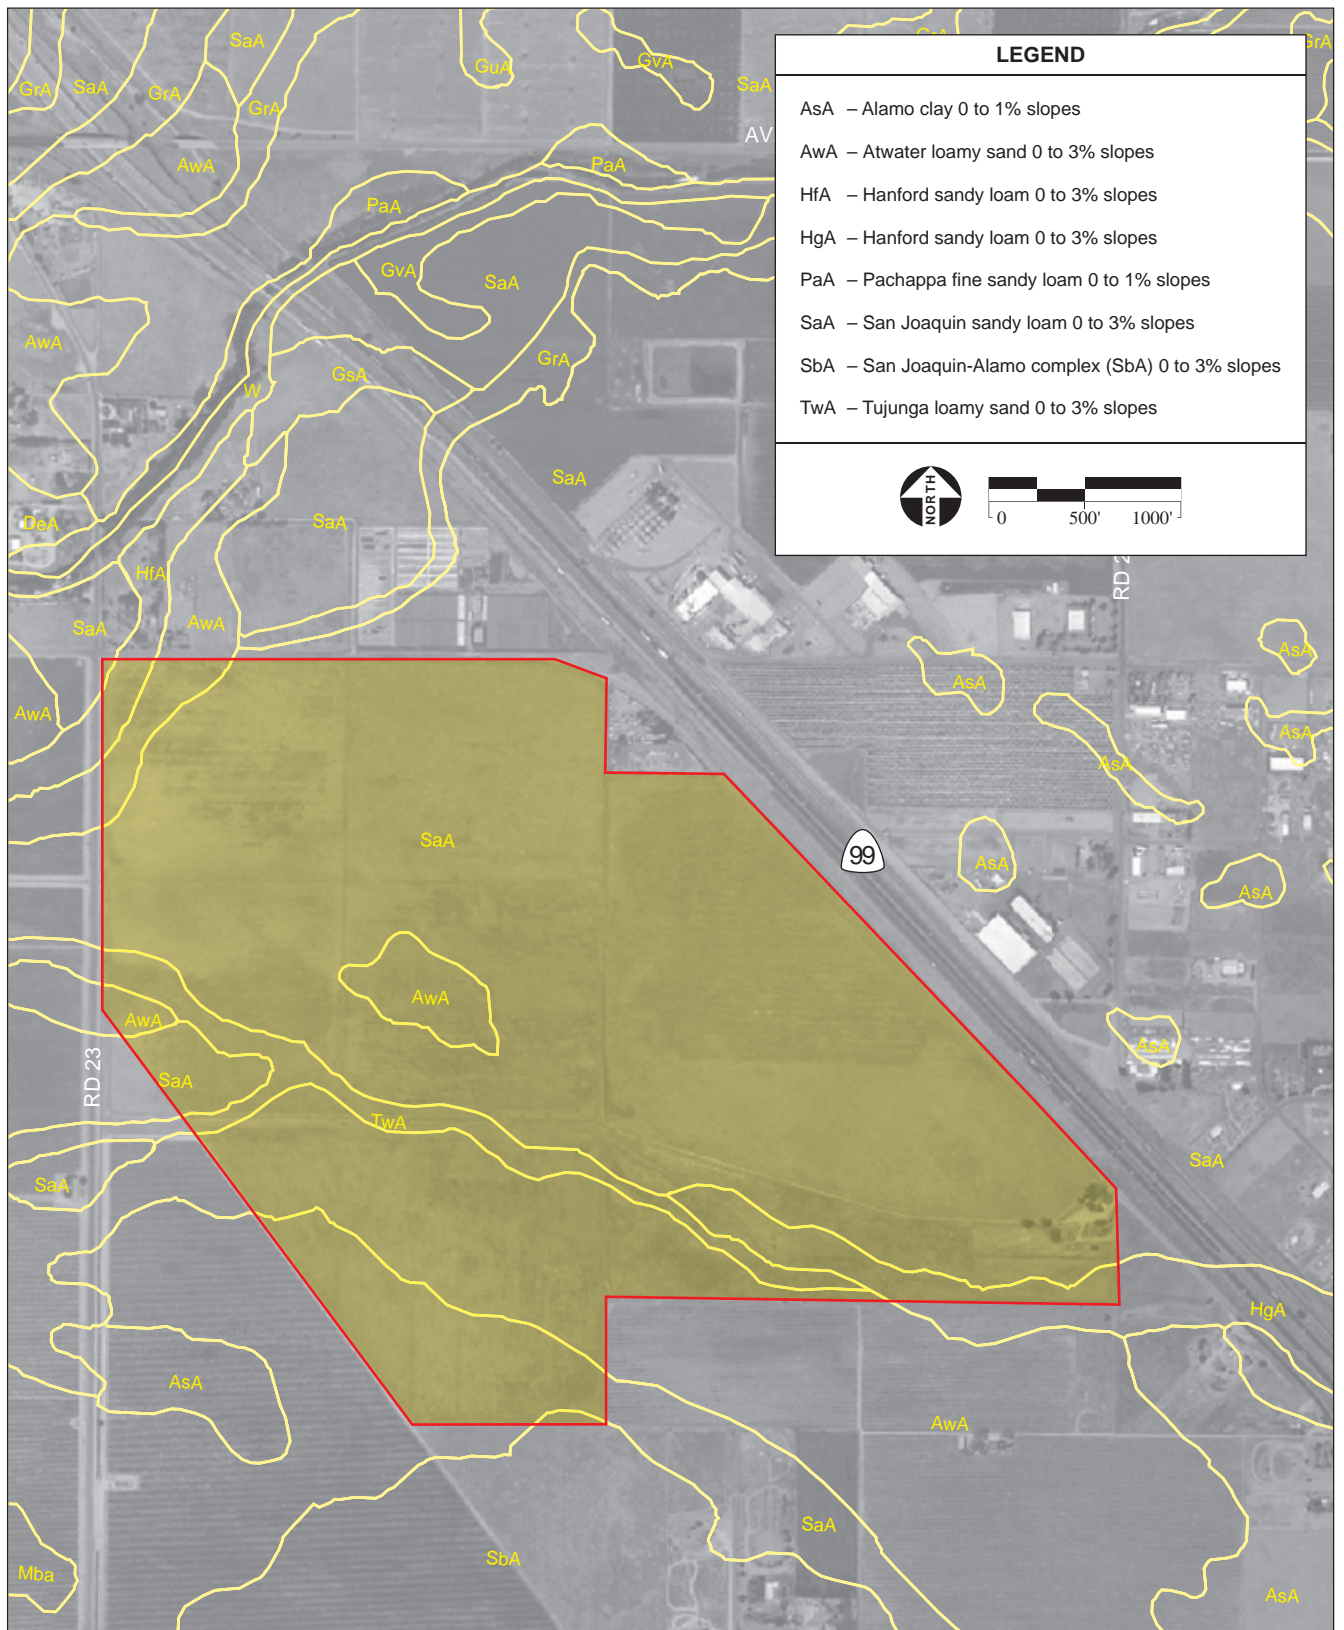 SaA
GrA
SaA
GrA
GrA
GuA
GvA
SaA
GrA
AwA
AV
PaA
PaA
GvA
SaA
AwA
GsA
GrA
W
SaA
DeA
SaA
HfA
AwA
SaA
AwA
LEGEND
AsA – Alamo clay 0 to 1% slopes
AwA – Atwater loamy sand 0 to 3% slopes
HfA – Hanford sandy loam 0 to 3% slopes
HgA – Hanford sandy loam 0 to 3% slopes
PaA – Pachappa fine sandy loam 0 to 1% slopes
SaA – San Joaquin sandy loam 0 to 3% slopes
SbA – San Joaquin-Alamo complex (SbA) 0 to 3% slopes
TwA – Tujunga loamy sand 0 to 3% slopes
NORTH
0 500' 1000'
RD 2
AsA
AsA
AsA
AsA
SaA
99
AsA
AsA
AwA
AwA
RD 23
AsA
SaA
TwA
SaA
SaA
HgA
AsA
AwA
SaA
SbA
Mba
AsA